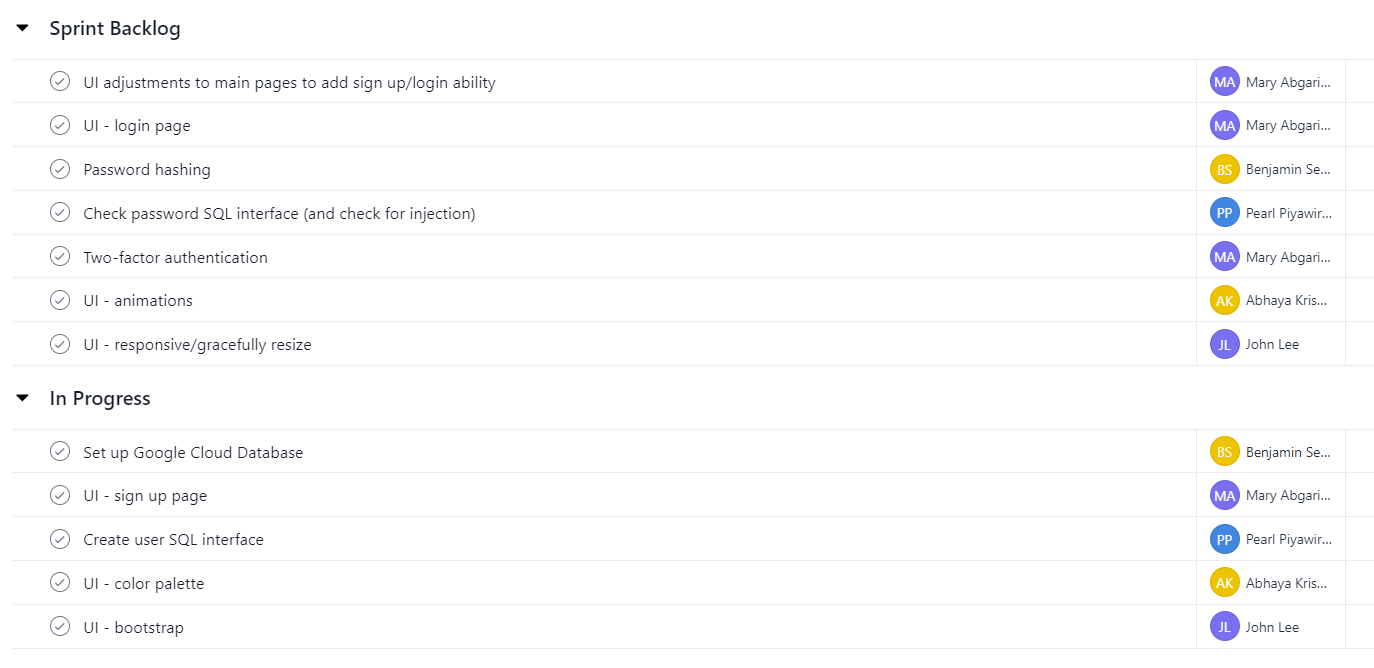 Sprint Backlog
UI adjustments to main pages to add sign up/login ability MA Mary Abgari...
UI - login page MA Mary Abgari...
Password hashing BS Benjamin Se...
Check password SQL interface (and check for injection) PP Pearl Piyawir...
Two-factor authentication MA Mary Abgari...
UI - animations AK Abhaya Kris...
UI - responsive/gracefully resize JL John Lee
In Progress
Set up Google Cloud Database BS Benjamin Se...
UI - sign up page MA Mary Abgari...
Create user SQL interface PP Pearl Piyawir...
UI - color palette AK Abhaya Kris...
UI - bootstrap JL John Lee